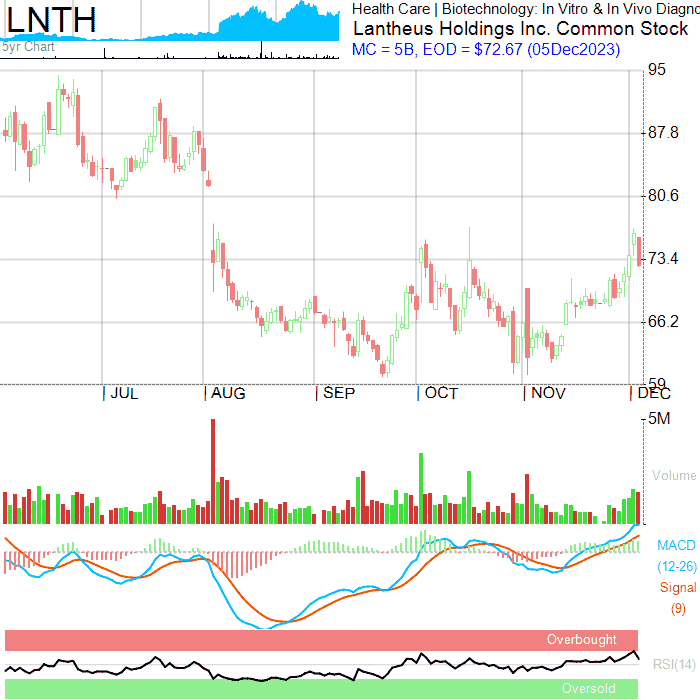 LNTH
5yr Chart
Health Care | Biotechnology: In Vitro & In Vivo Diagno
Lantheus Holdings Inc. Common Stock
MC = 5B, EOD = $72.67 (05Dec2023)
95
87.8
80.6
73.4
66.2
59
JUL AUG SEP OCT NOV DEC
5M
Volume
MACD
(12-26)
Signal
(9)
Overbought
RSI(14)
Oversold